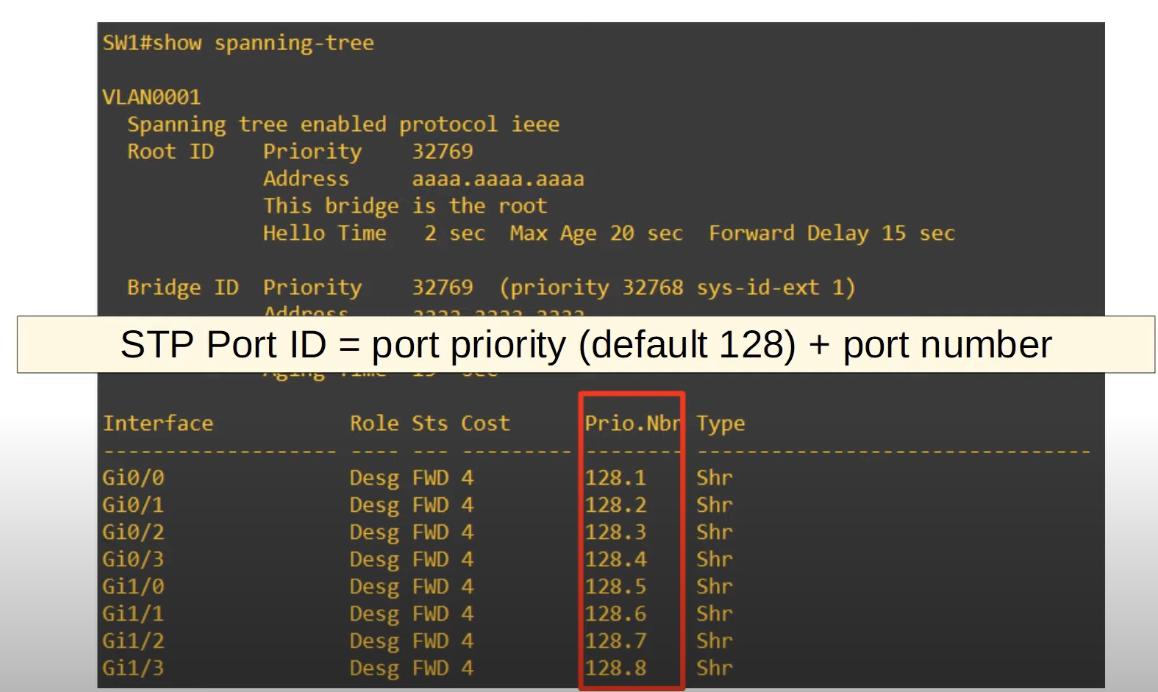 SW1#show spanning-tree
VLAN0001
Spanning tree enabled protocol ieee
Root ID Priority 32769
Address aaaa.aaaa.aaaa
This bridge is the root
Hello Time 2 sec Max Age 20 sec Forward Delay 15 sec
Bridge ID Priority 32769 (priority 32768 sys-id-ext 1)
Address aaaa.aaaa.aaaa
STP Port ID = port priority (default 128) + port number
Aging Time 15 sec
Interface Role Sts Cost Prio.Nbr Type
------------------- ---- --- --------- -------- --------------------------------
Gi0/0 Desg FWD 4 128.1 Shr
Gi0/1 Desg FWD 4 128.2 Shr
Gi0/2 Desg FWD 4 128.3 Shr
Gi0/3 Desg FWD 4 128.4 Shr
Gi1/0 Desg FWD 4 128.5 Shr
Gi1/1 Desg FWD 4 128.6 Shr
Gi1/2 Desg FWD 4 128.7 Shr
Gi1/3 Desg FWD 4 128.8 Shr